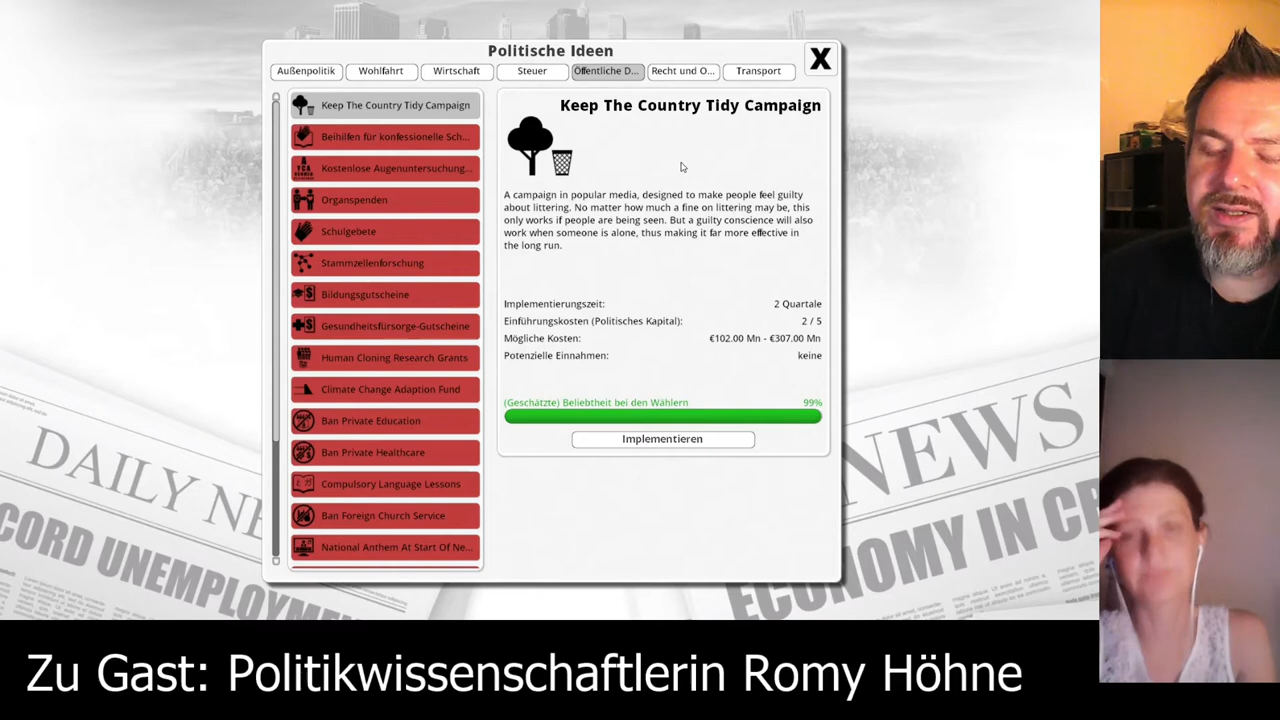 Politische Ideen
X
Außenpolitik
Wohlfahrt
Wirtschaft
Steuer
Öffentliche D...
Recht und O...
Transport
Keep The Country Tidy Campaign
Beihilfen für konfessionelle Sch...
Kostenlose Augenuntersuchung...
Organspenden
Schulgebete
Stammzellenforschung
Bildungsgutscheine
Gesundheitsfürsorge-Gutscheine
Human Cloning Research Grants
Climate Change Adaption Fund
Ban Private Education
Ban Private Healthcare
Compulsory Language Lessons
Ban Foreign Church Service
National Anthem At Start Of Ne...
Keep The Country Tidy Campaign
A campaign in popular media, designed to make people feel guilty
about littering. No matter how much a fine on littering may be, this
only works if people are being seen. But a guilty conscience will also
work when someone is alone, thus making it far more effective in
the long run.
Implementierungszeit: 2 Quartale
Einführungskosten (Politisches Kapital): 2 / 5
Mögliche Kosten: €102.00 Mn - €307.00 Mn
Potenzielle Einnahmen: keine
(Geschätzte) Beliebtheit bei den Wählern 99%
Implementieren
DAILY NE
CORD UNEMPLOYM
NEWS
ECONOMY IN CR
Zu Gast: Politikwissenschaftlerin Romy Höhne